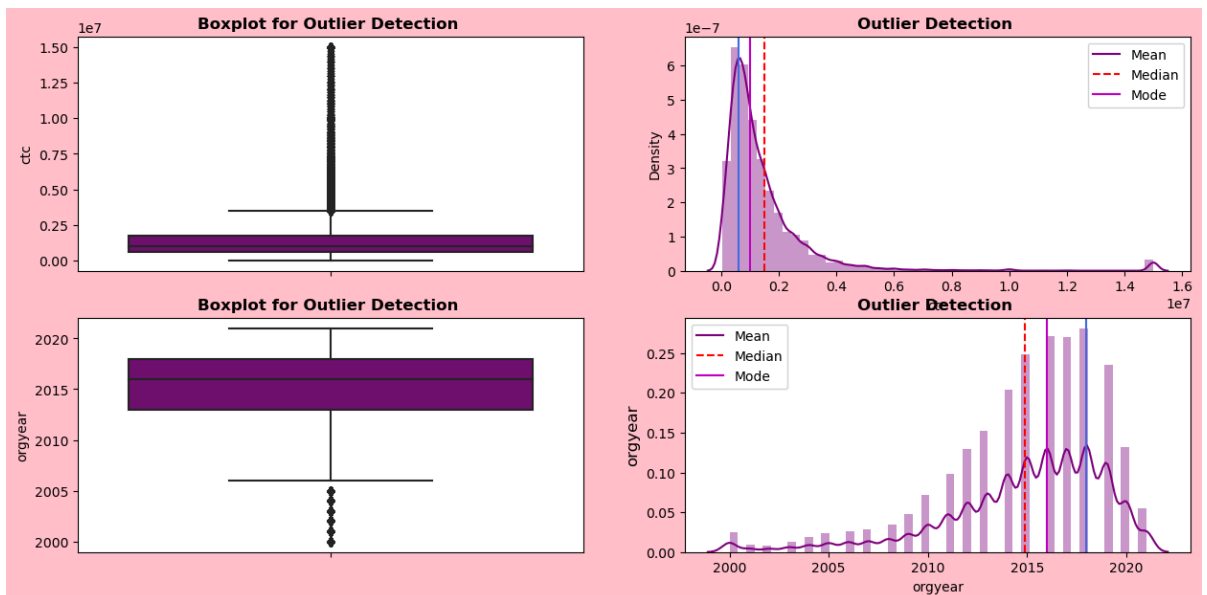 Boxplot for Outlier Detection
1e7
1.50
1.25
1.00
0.75
0.50
0.25
0.00
ctc
Outlier Detection
1e−7
6
5
4
3
2
1
0
Density
Mean
Median
Mode
0.0 0.2 0.4 0.6 0.8 1.0 1.2 1.4 1.6
1e7
Boxplot for Outlier Detection
2020
2015
2010
2005
2000
orgyear
Outlier Detection
0.25
0.20
0.15
0.10
0.05
0.00
orgyear
Mean
Median
Mode
2000 2005 2010 2015 2020
orgyear